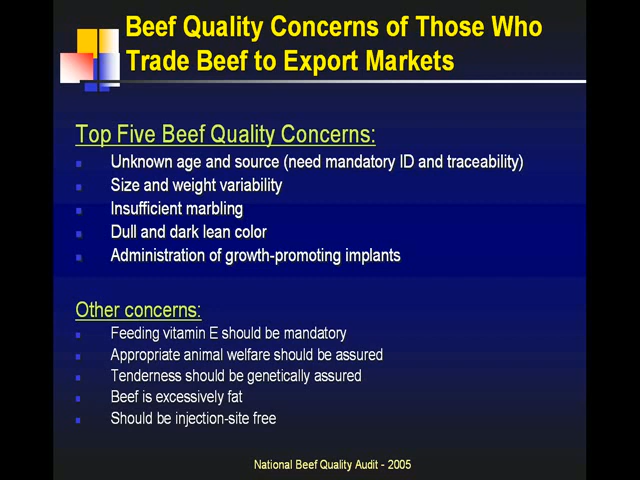 Beef Quality Concerns of Those Who
Trade Beef to Export Markets
Top Five Beef Quality Concerns:
Unknown age and source (need mandatory ID and traceability)
Size and weight variability
Insufficient marbling
Dull and dark lean color
Administration of growth-promoting implants
Other concerns:
Feeding vitamin E should be mandatory
Appropriate animal welfare should be assured
Tenderness should be genetically assured
Beef is excessively fat
Should be injection-site free
National Beef Quality Audit - 2005